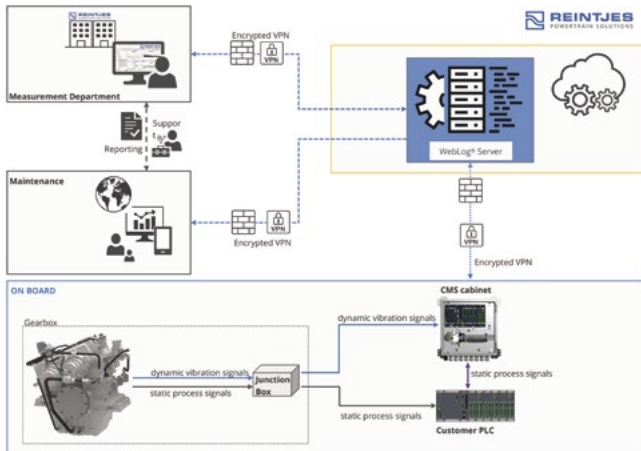 REINTJES
POWERTRAIN SOLUTIONS
REINTJES
Encrypted VPN
VPN
Measurement Department
WebLog® Server
Suppor
t
Reporting
Maintenance
VPN
Encrypted VPN
VPN
Encrypted VPN
ON BOARD
CMS cabinet
Gearbox
dynamic vibration signals
dynamic vibration signals
Junction
Box
static process signals
static process signals
static process signals
Customer PLC